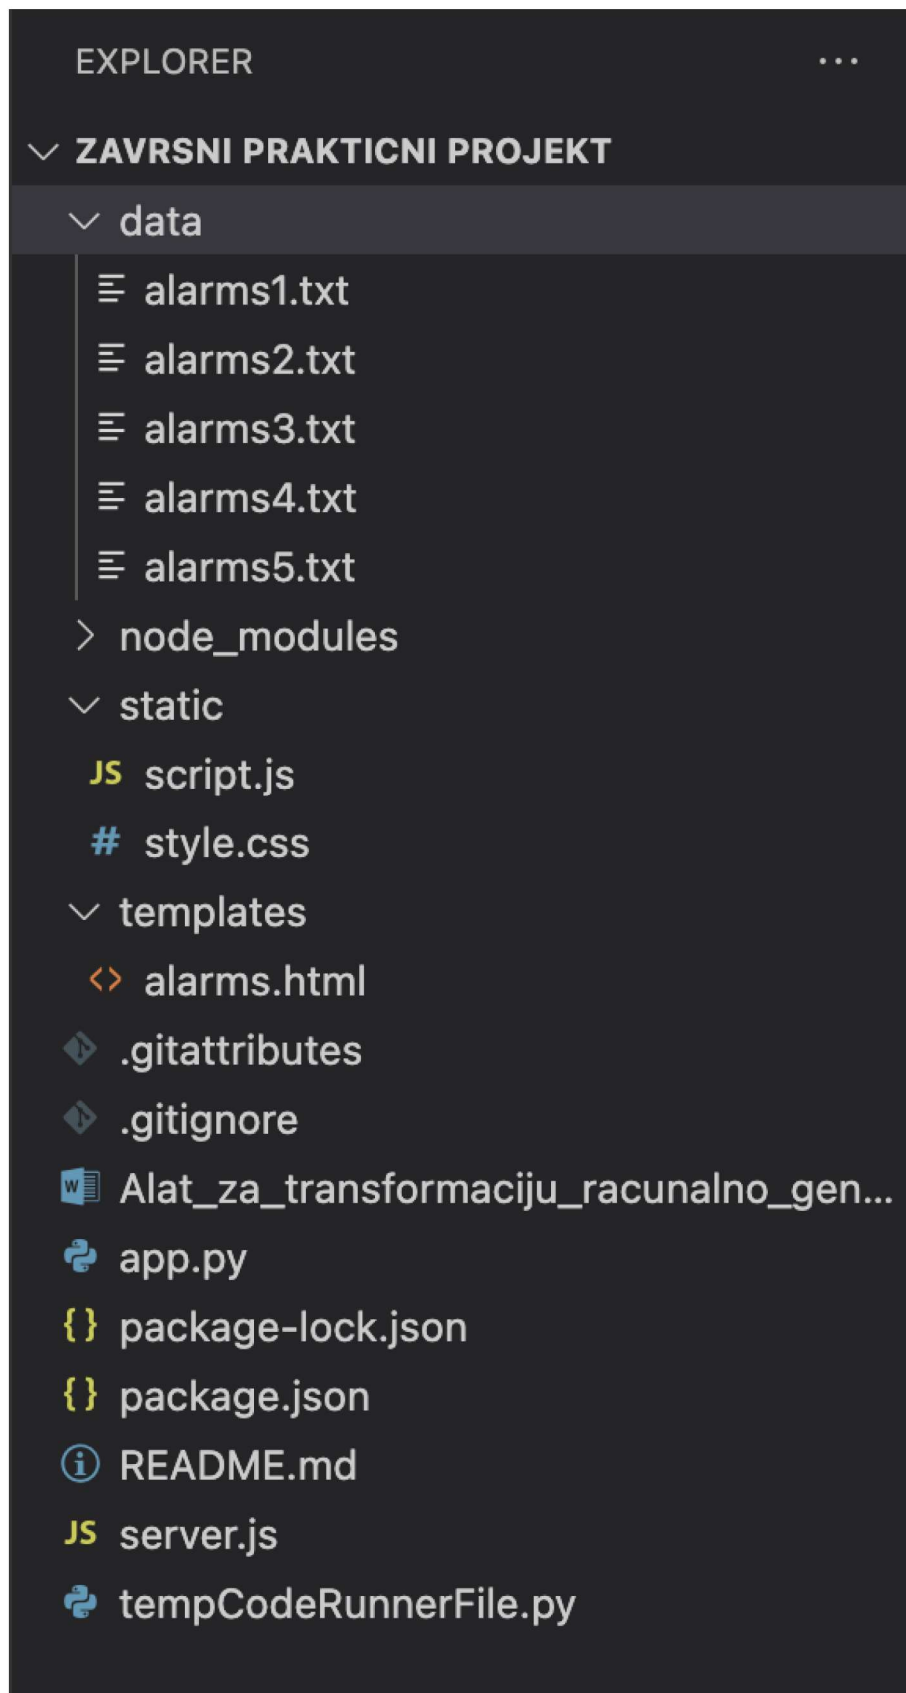 EXPLORER ...
ZAVRSNI PRAKTICNI PROJEKT
data
alarms1.txt
alarms2.txt
alarms3.txt
alarms4.txt
alarms5.txt
node_modules
static
JS script.js
# style.css
templates
<> alarms.html
.gitattributes
.gitignore
W Alat_za_transformaciju_racunalno_gen...
app.py
{} package-lock.json
{} package.json
i README.md
JS server.js
tempCodeRunnerFile.py